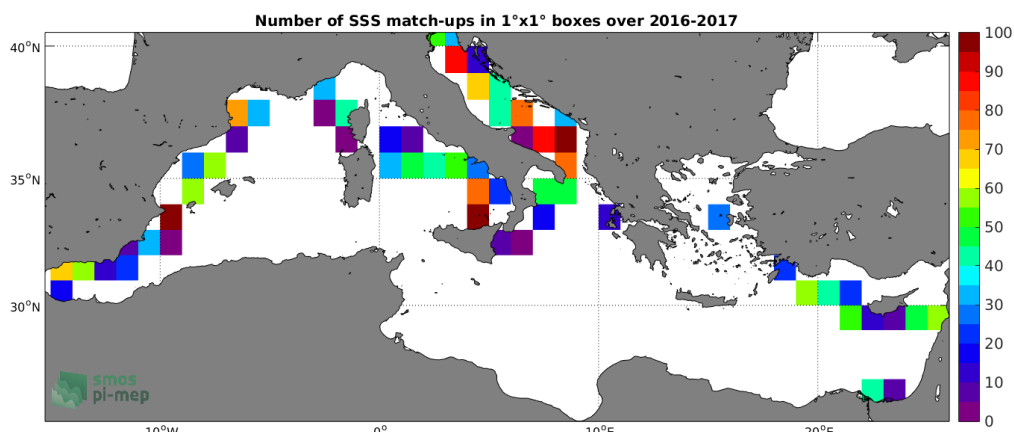 Number of SSS match-ups in 1°x1° boxes over 2016-2017
40°N
35°N
30°N
10°W
0°
10°E
20°E
100
90
80
70
60
50
40
30
20
10
0
smos
pi-mep